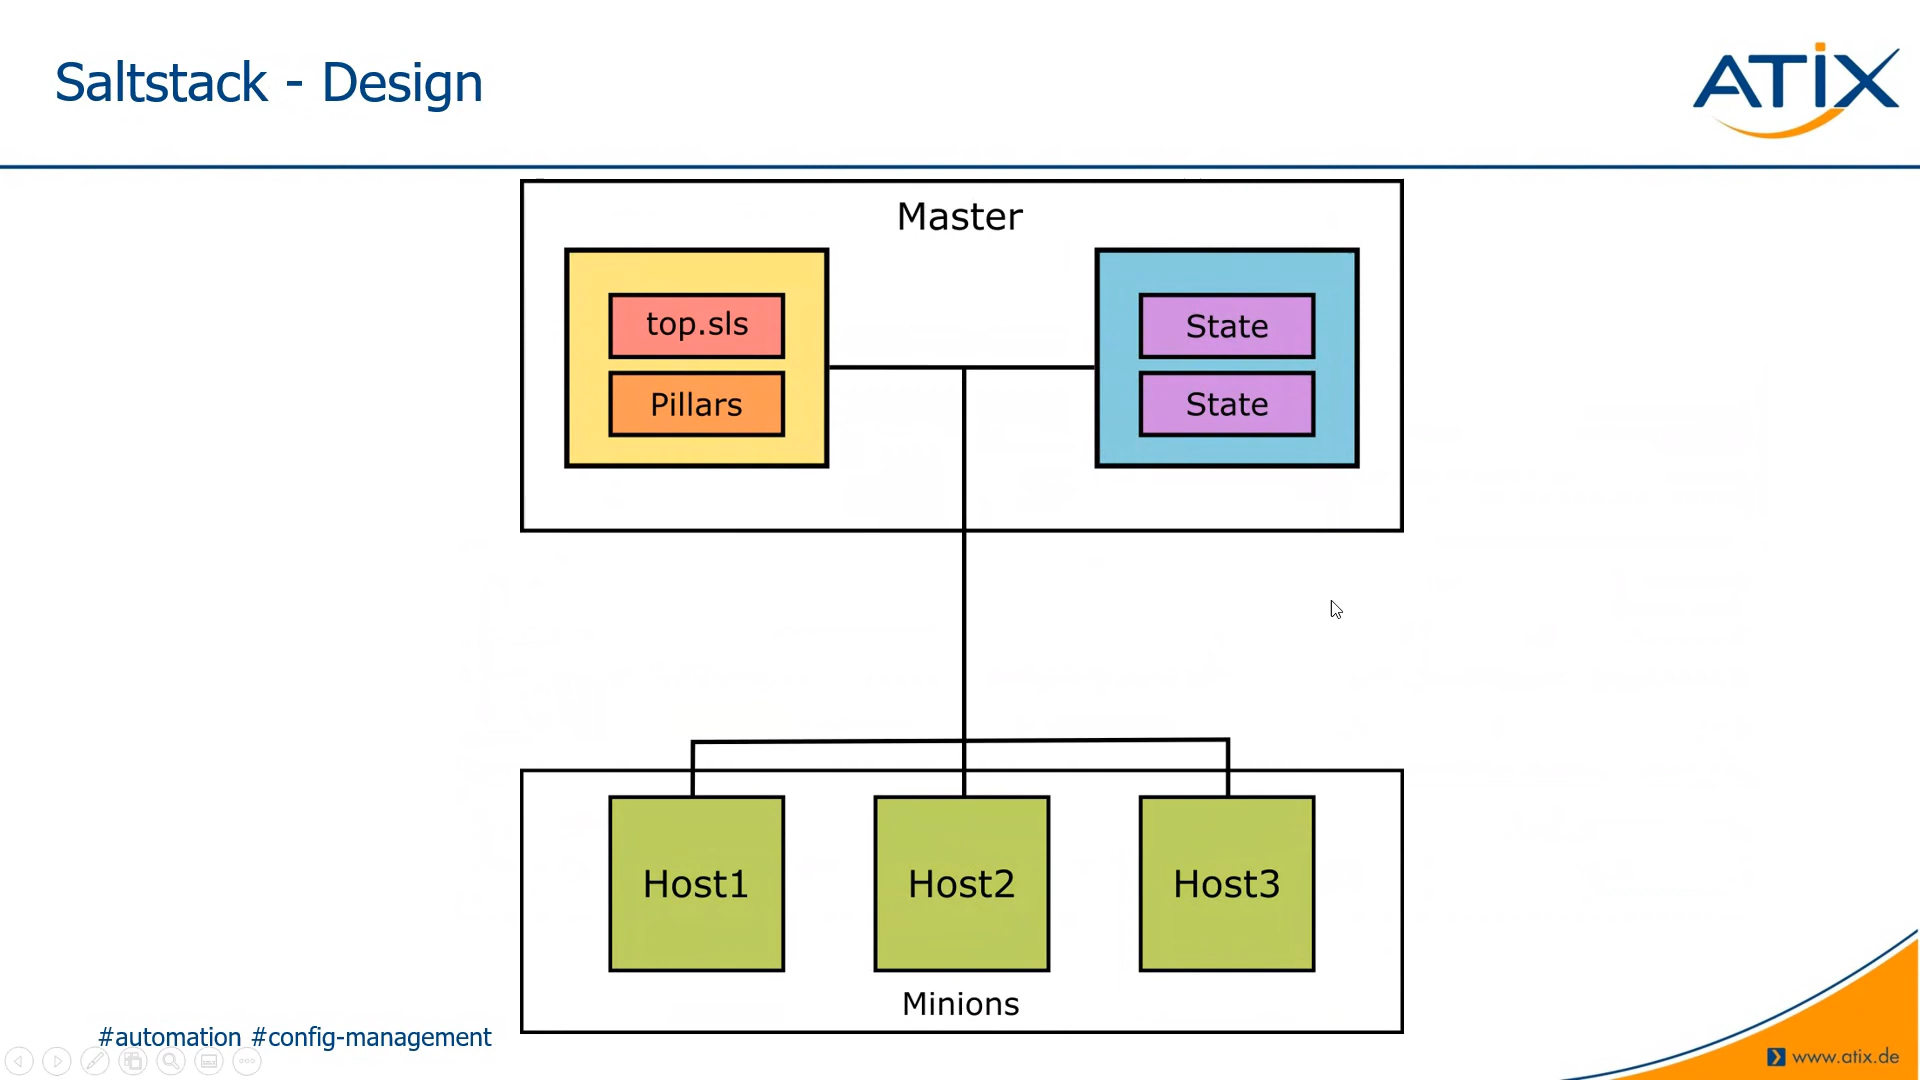 Saltstack - Design
ATiX
Master
top.sls
Pillars
State
State
Host1
Host2
Host3
Minions
#automation #config-management
www.atix.de